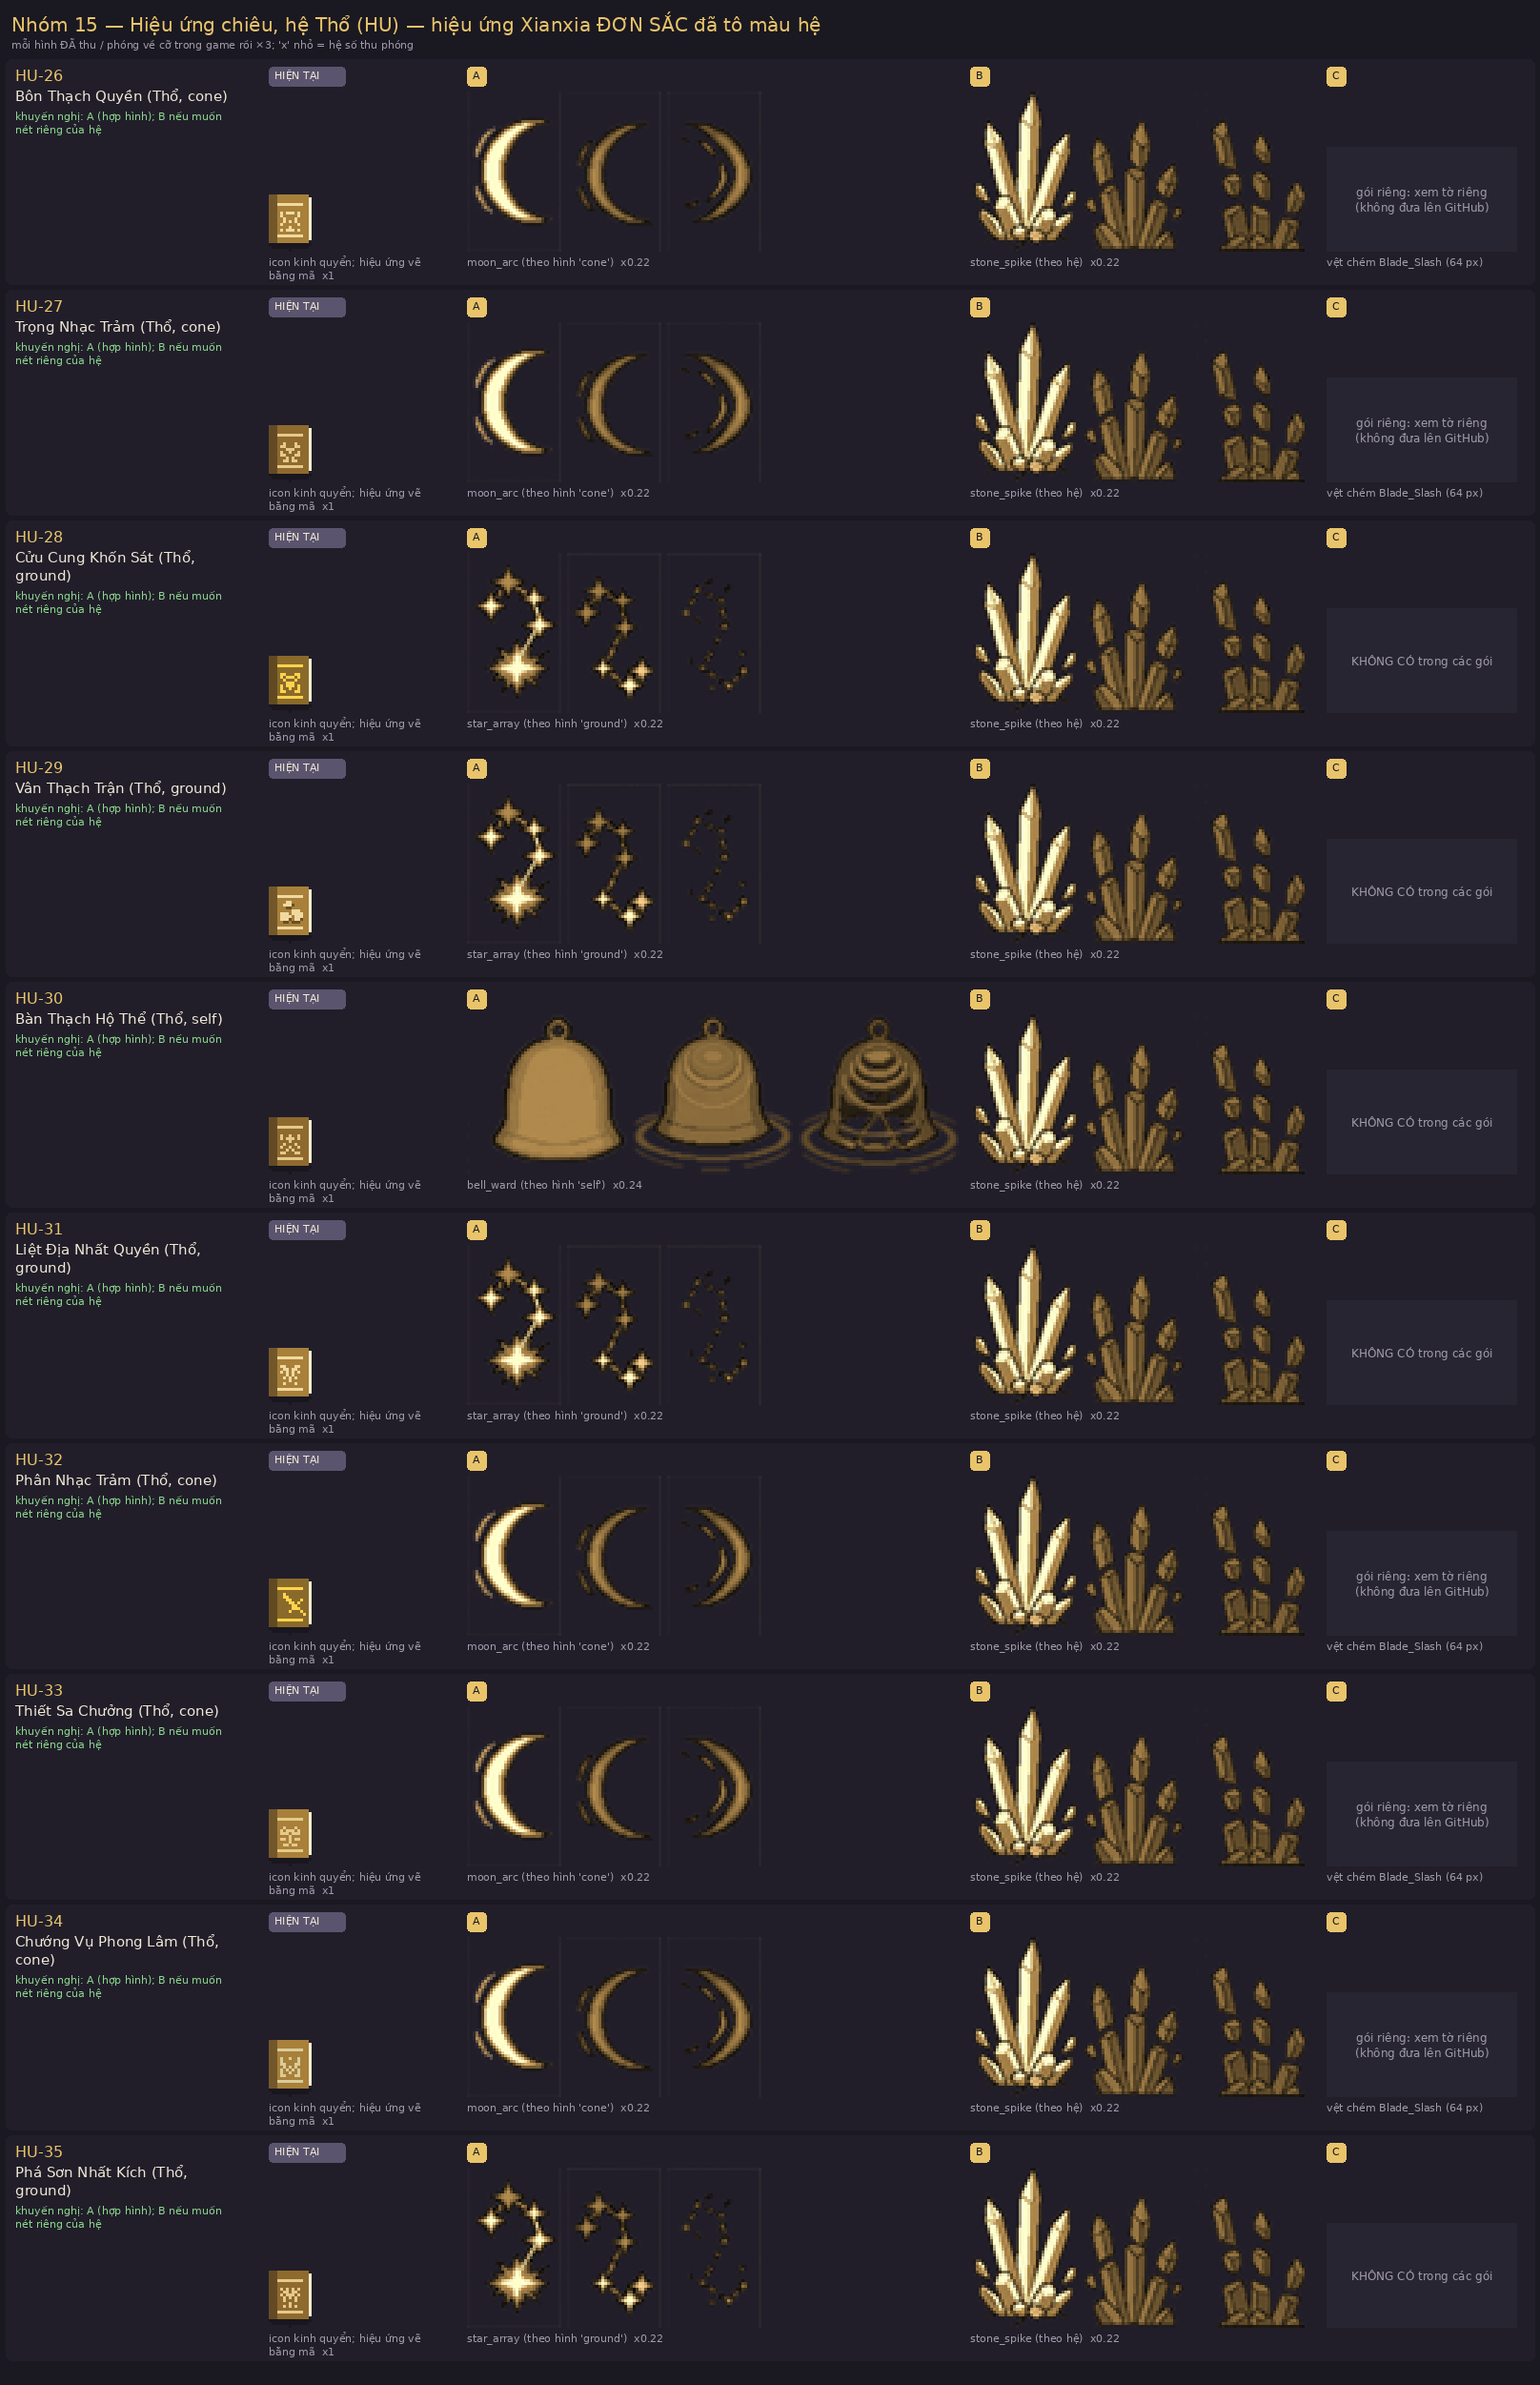 Nhóm 15 — Hiệu ứng chiêu, hệ Thổ (HU) — hiệu ứng Xianxia ĐƠN SẮC đã tô màu hệ
mỗi hình ĐÃ thu / phóng về cỡ trong game rồi ×3; 'x' nhỏ = hệ số thu phóng
HU-26
Bôn Thạch Quyền (Thổ, cone)
khuyến nghị: A (hợp hình); B nếu muốn
nét riêng của hệ
HIỆN TẠI
icon kinh quyển; hiệu ứng vẽ
bằng mã x1
A
moon_arc (theo hình 'cone') x0.22
B
stone_spike (theo hệ) x0.22
C
gói riêng: xem tờ riêng
(không đưa lên GitHub)
vệt chém Blade_Slash (64 px)
HU-27
Trọng Nhạc Trảm (Thổ, cone)
khuyến nghị: A (hợp hình); B nếu muốn
nét riêng của hệ
HIỆN TẠI
icon kinh quyển; hiệu ứng vẽ
bằng mã x1
A
moon_arc (theo hình 'cone') x0.22
B
stone_spike (theo hệ) x0.22
C
gói riêng: xem tờ riêng
(không đưa lên GitHub)
vệt chém Blade_Slash (64 px)
HU-28
Cửu Cung Khốn Sát (Thổ,
ground)
khuyến nghị: A (hợp hình); B nếu muốn
nét riêng của hệ
HIỆN TẠI
icon kinh quyển; hiệu ứng vẽ
bằng mã x1
A
star_array (theo hình 'ground') x0.22
B
stone_spike (theo hệ) x0.22
C
KHÔNG CÓ trong các gói
HU-29
Vân Thạch Trận (Thổ, ground)
khuyến nghị: A (hợp hình); B nếu muốn
nét riêng của hệ
HIỆN TẠI
icon kinh quyển; hiệu ứng vẽ
bằng mã x1
A
star_array (theo hình 'ground') x0.22
B
stone_spike (theo hệ) x0.22
C
KHÔNG CÓ trong các gói
HU-30
Bàn Thạch Hộ Thể (Thổ, self)
khuyến nghị: A (hợp hình); B nếu muốn
nét riêng của hệ
HIỆN TẠI
icon kinh quyển; hiệu ứng vẽ
bằng mã x1
A
bell_ward (theo hình 'self') x0.24
B
stone_spike (theo hệ) x0.22
C
KHÔNG CÓ trong các gói
HU-31
Liệt Địa Nhất Quyền (Thổ,
ground)
khuyến nghị: A (hợp hình); B nếu muốn
nét riêng của hệ
HIỆN TẠI
icon kinh quyển; hiệu ứng vẽ
bằng mã x1
A
star_array (theo hình 'ground') x0.22
B
stone_spike (theo hệ) x0.22
C
KHÔNG CÓ trong các gói
HU-32
Phân Nhạc Trảm (Thổ, cone)
khuyến nghị: A (hợp hình); B nếu muốn
nét riêng của hệ
HIỆN TẠI
icon kinh quyển; hiệu ứng vẽ
bằng mã x1
A
moon_arc (theo hình 'cone') x0.22
B
stone_spike (theo hệ) x0.22
C
gói riêng: xem tờ riêng
(không đưa lên GitHub)
vệt chém Blade_Slash (64 px)
HU-33
Thiết Sa Chưởng (Thổ, cone)
khuyến nghị: A (hợp hình); B nếu muốn
nét riêng của hệ
HIỆN TẠI
icon kinh quyển; hiệu ứng vẽ
bằng mã x1
A
moon_arc (theo hình 'cone') x0.22
B
stone_spike (theo hệ) x0.22
C
gói riêng: xem tờ riêng
(không đưa lên GitHub)
vệt chém Blade_Slash (64 px)
HU-34
Chướng Vụ Phong Lâm (Thổ,
cone)
khuyến nghị: A (hợp hình); B nếu muốn
nét riêng của hệ
HIỆN TẠI
icon kinh quyển; hiệu ứng vẽ
bằng mã x1
A
moon_arc (theo hình 'cone') x0.22
B
stone_spike (theo hệ) x0.22
C
gói riêng: xem tờ riêng
(không đưa lên GitHub)
vệt chém Blade_Slash (64 px)
HU-35
Phá Sơn Nhất Kích (Thổ,
ground)
khuyến nghị: A (hợp hình); B nếu muốn
nét riêng của hệ
HIỆN TẠI
icon kinh quyển; hiệu ứng vẽ
bằng mã x1
A
star_array (theo hình 'ground') x0.22
B
stone_spike (theo hệ) x0.22
C
KHÔNG CÓ trong các gói